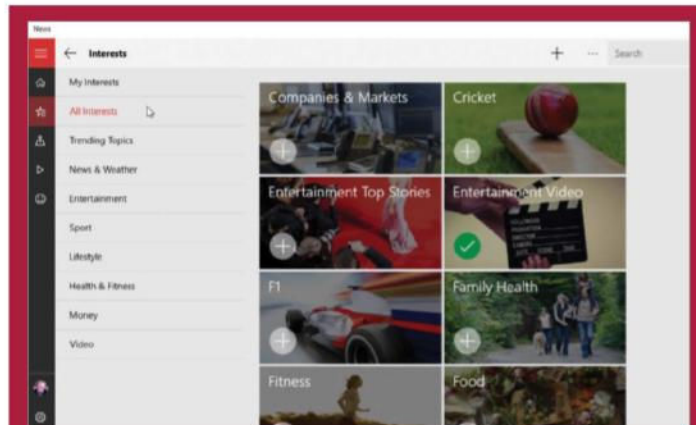 News
Interests
Search
My Interests
All Interests
Trending Topics
News & Weather
Entertainment
Sport
Lifestyle
Health & Fitness
Money
Video
Companies & Markets
Cricket
Entertainment Top Stories
Entertainment Video
F1
Family Health
Fitness
Food